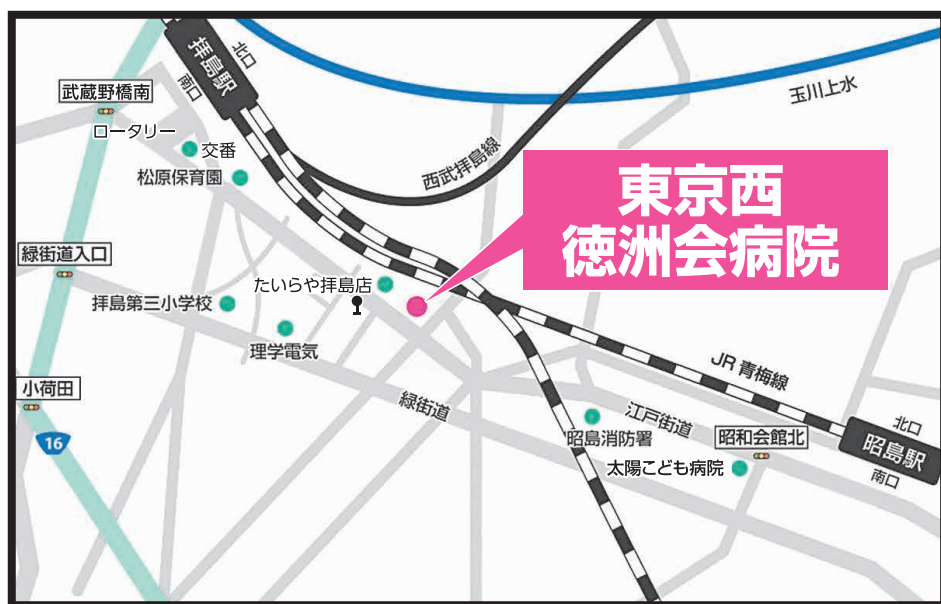 拝島駅
北口
南口
武蔵野橋南
ロータリー
交番
松原保育園
玉川上水
西武拝島線
東京西
徳洲会病院
緑街道入口
たいらや拝島店
拝島第三小学校
理学電気
小荷田
16
緑街道
JR 青梅線
江戸街道
昭島消防署
昭和会館北
太陽こども病院
北口
昭島駅
南口